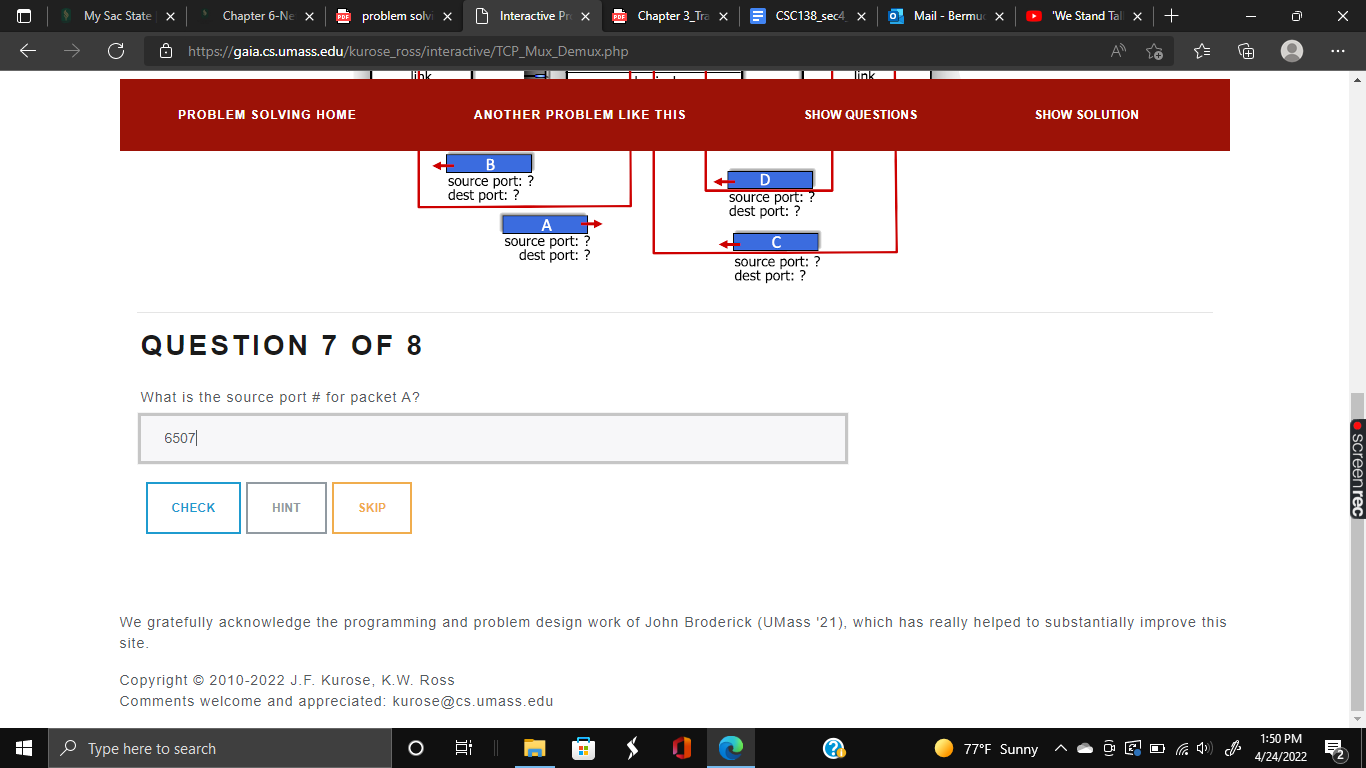 My Sac State
Chapter 6-Ne
problem solvi
Interactive Pr
Chapter 3_Tra
CSC138_sec4_
Mail - Bermud
'We Stand Tal
https://gaia.cs.umass.edu/kurose_ross/interactive/TCP_Mux_Demux.php
link
link
PROBLEM SOLVING HOME
ANOTHER PROBLEM LIKE THIS
SHOW QUESTIONS
SHOW SOLUTION
B
source port: ?
dest port: ?
D
source port: ?
dest port: ?
A
source port: ?
dest port: ?
C
source port: ?
dest port: ?
QUESTION 7 OF 8
What is the source port # for packet A?
6507
CHECK
HINT
SKIP
screenrec
We gratefully acknowledge the programming and problem design work of John Broderick (UMass '21), which has really helped to substantially improve this
site.
Copyright © 2010-2022 J.F. Kurose, K.W. Ross
Comments welcome and appreciated: kurose@cs.umass.edu
Type here to search
77°F Sunny
1:50 PM
4/24/2022
2